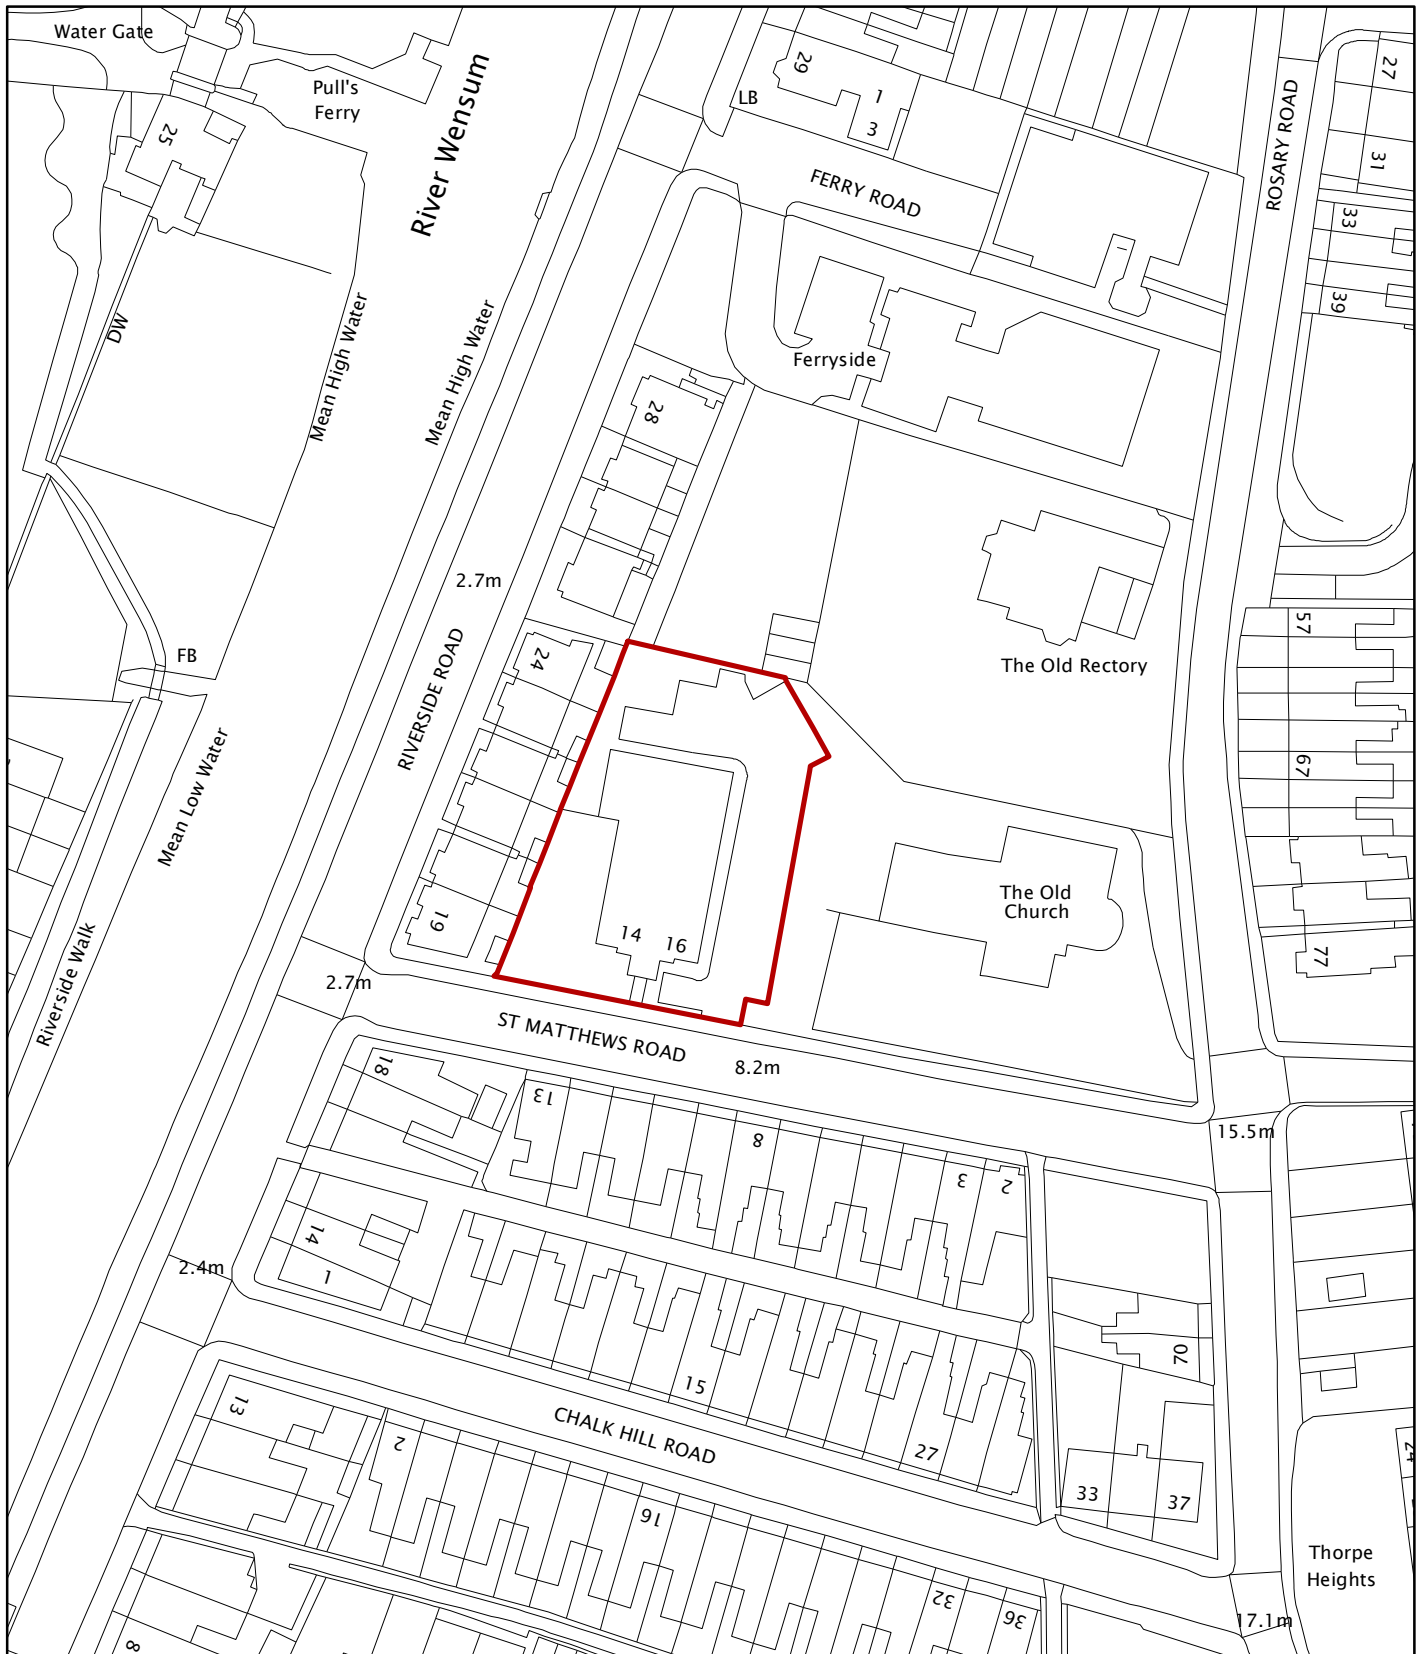 Water Gate
Pull's
Ferry
River Wensum
25
DW
Mean High Water
Mean High Water
29
LB
1
3
FERRY ROAD
ROSARY ROAD
27
31
33
39
Ferryside
28
2.7m
RIVERSIDE ROAD
24
FB
The Old Rectory
57
67
Mean Low Water
Riverside Walk
19
14
16
The Old
Church
77
2.7m
ST MATTHEWS ROAD
8.2m
18
13
8
3
2
15.5m
14
1
2.4m
15
27
70
CHALK HILL ROAD
33
37
13
2
16
32
36
Thorpe
Heights
24
17.1m
8